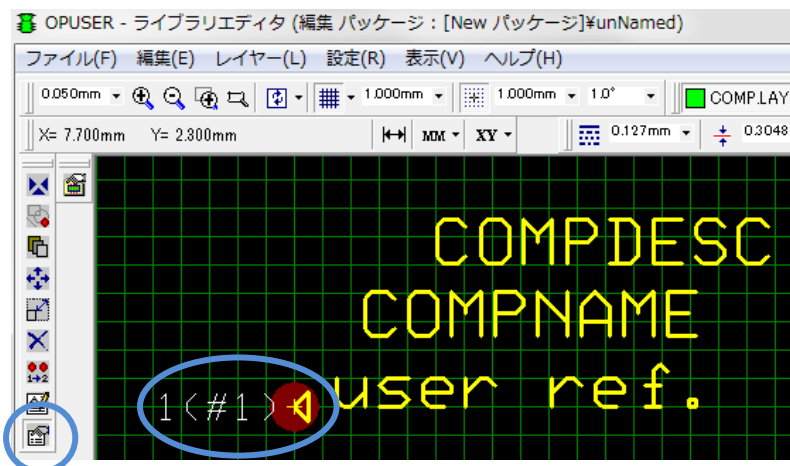 OPUSER - ライブラリエディタ (編集 パッケージ : [New パッケージ]¥unNamed)
ファイル(F) 編集(E) レイヤー(L) 設定(R) 表示(V) ヘルプ(H)
0.050mm 1.000mm 1.000mm 1.0° COMP.LAY
X= 7.700mm Y= 2.300mm MM XY 0.127mm 0.3048
COMPDESC
COMPNAME
1(#1) user ref.
1→2